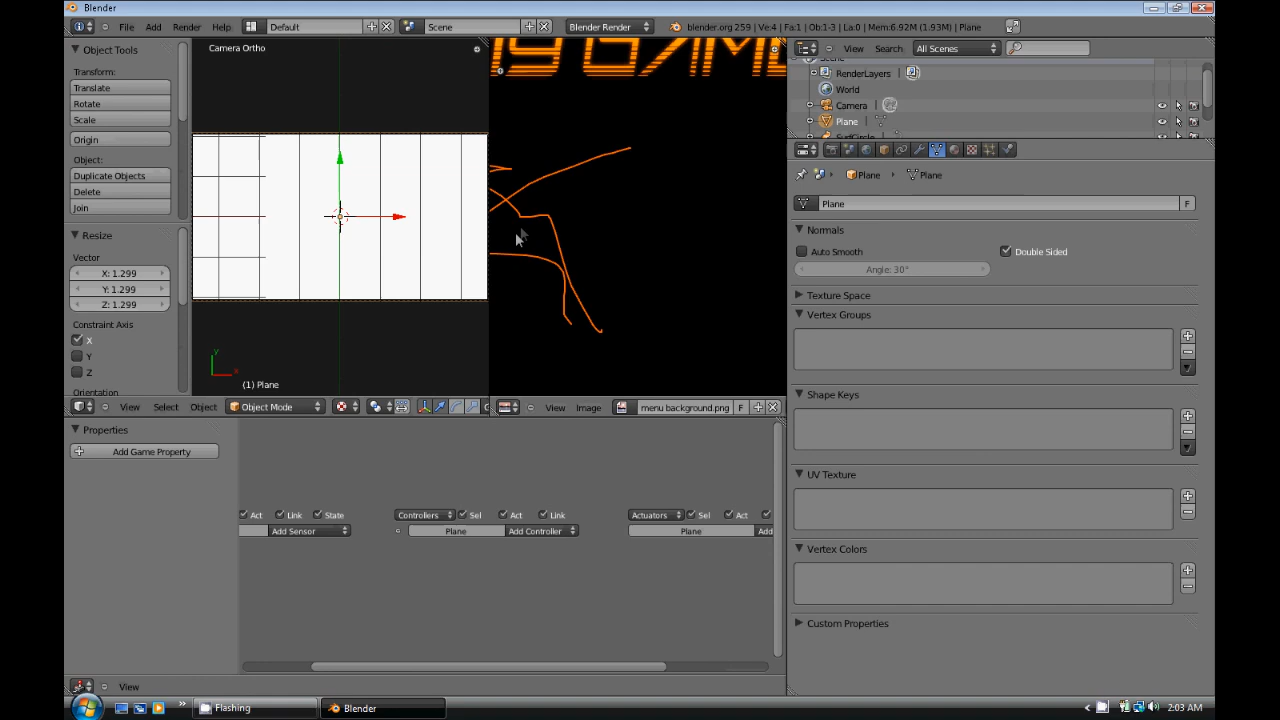 Blender
File Add Render Help Default Scene Blender Render blender.org 259 | Ve:4 | Fa:1 | Ob:1-3 | La:0 | Mem:6.92M (1.93M) | Plane
Object Tools
Transform:
Translate
Rotate
Scale
Origin
Object:
Duplicate Objects
Delete
Join
Resize
Vector
X: 1.299
Y: 1.299
Z: 1.299
Constraint Axis
X
Y
Z
Orientation
Camera Ortho
y
x
(1) Plane
View Select Object Object Mode
View Image menu background.png F
View Search: All Scenes
RenderLayers
World
Camera
Plane
Plane Plane
Plane F
Normals
Auto Smooth Double Sided
Angle: 30°
Texture Space
Vertex Groups
Shape Keys
UV Texture
Vertex Colors
Custom Properties
Properties
Add Game Property
Act Link State Controllers Sel Act Link Actuators Sel Act
Add Sensor Plane Add Controller Plane Add
View
Flashing Blender 2:03 AM